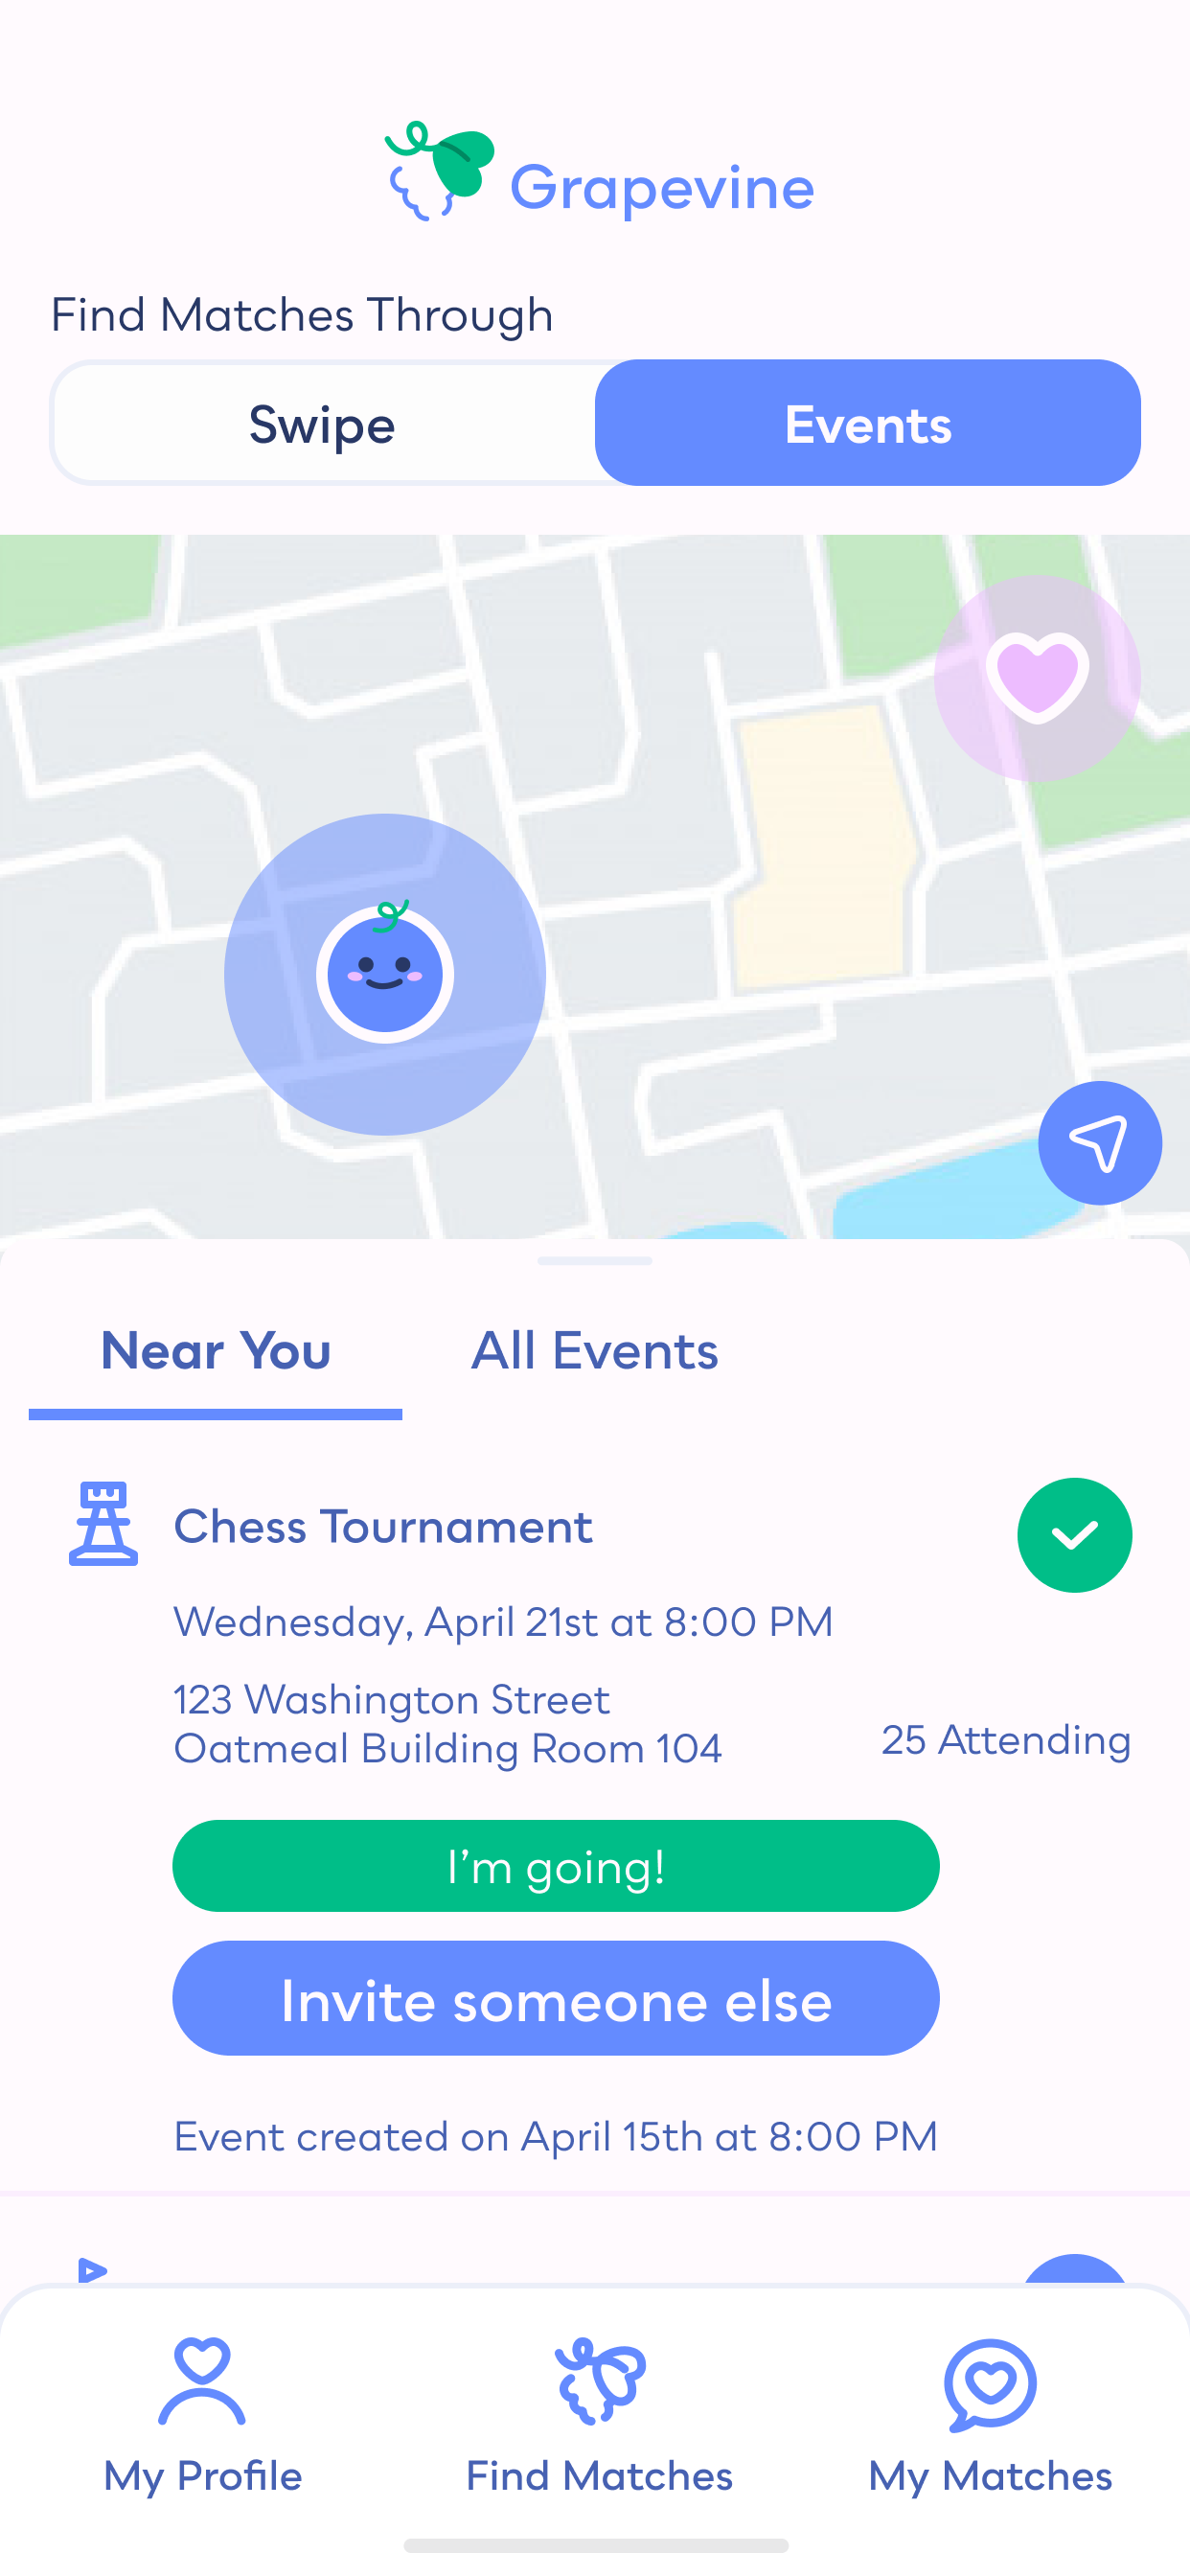 Grapevine
Find Matches Through
Swipe
Events
Near You
All Events
Chess Tournament
Wednesday, April 21st at 8:00 PM
123 Washington Street
Oatmeal Building Room 104
25 Attending
I’m going!
Invite someone else
Event created on April 15th at 8:00 PM
My Profile
Find Matches
My Matches